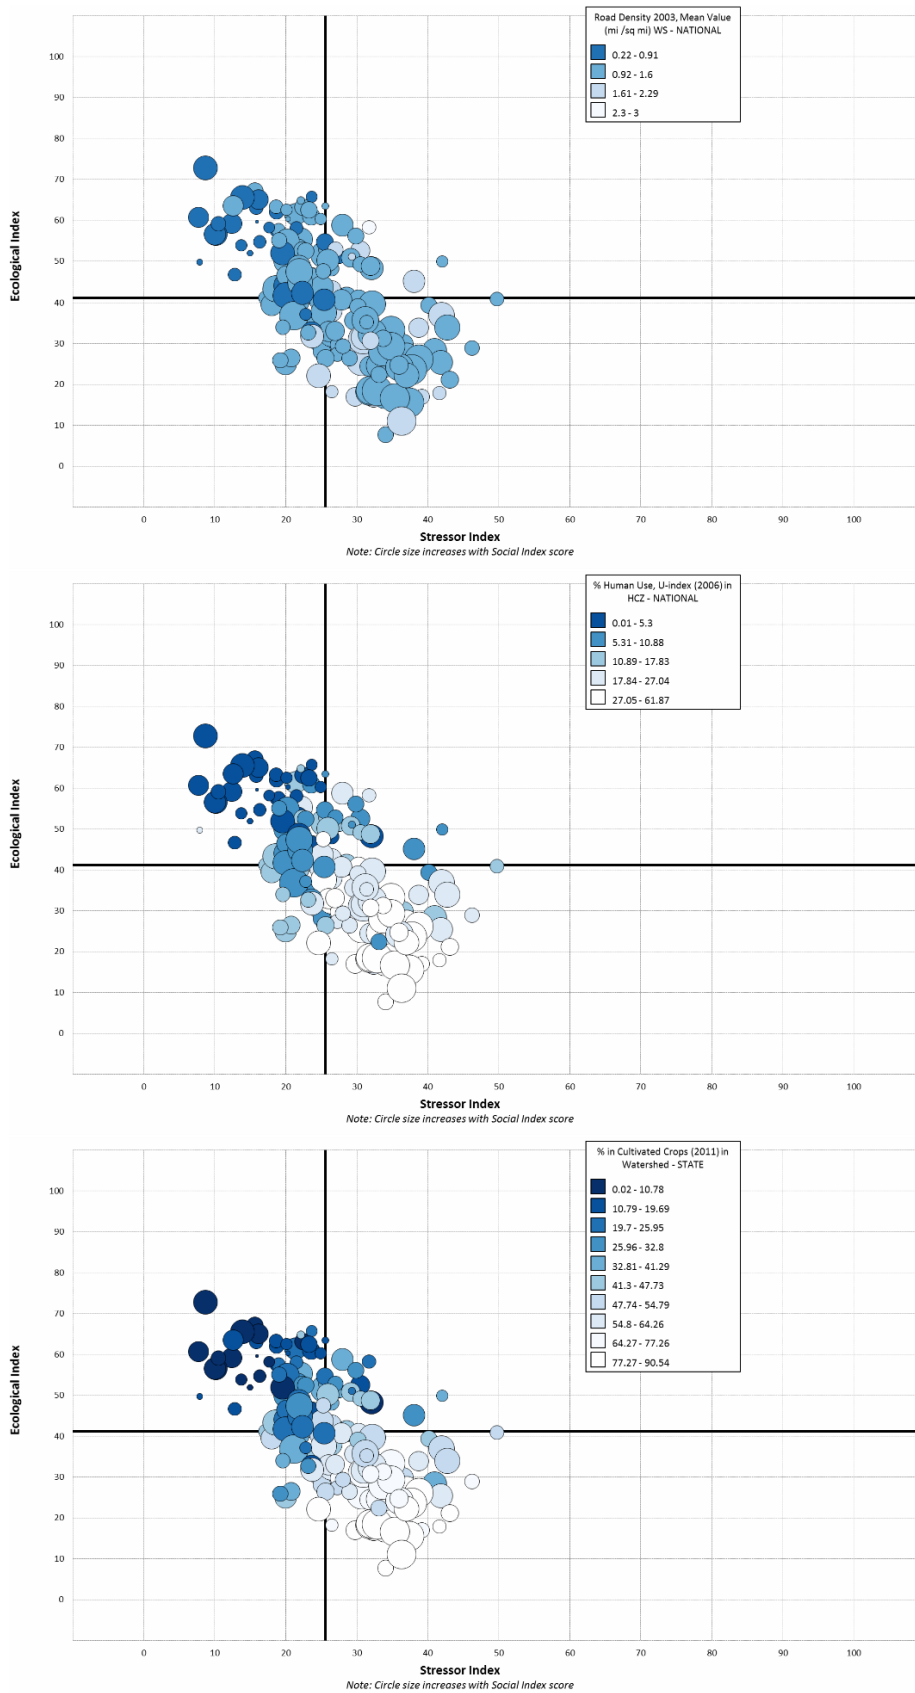 Road Density 2003, Mean Value
(mi /sq mi) WS - NATIONAL
0.22 - 0.91
0.92 - 1.6
1.61 - 2.29
2.3 - 3
100
90
80
70
60
50
40
30
20
10
0
Ecological Index
0 10 20 30 40 50 60 70 80 90 100
Stressor Index
Note: Circle size increases with Social Index score
% Human Use, U-index (2006) in
HCZ - NATIONAL
0.01 - 5.3
5.31 - 10.88
10.89 - 17.83
17.84 - 27.04
27.05 - 61.87
100
90
80
70
60
50
40
30
20
10
0
Ecological Index
0 10 20 30 40 50 60 70 80 90 100
Stressor Index
Note: Circle size increases with Social Index score
% in Cultivated Crops (2011) in
Watershed - STATE
0.02 - 10.78
10.79 - 19.69
19.7 - 25.95
25.96 - 32.8
32.81 - 41.29
41.3 - 47.73
47.74 - 54.79
54.8 - 64.26
64.27 - 77.26
77.27 - 90.54
100
90
80
70
60
50
40
30
20
10
0
Ecological Index
0 10 20 30 40 50 60 70 80 90 100
Stressor Index
Note: Circle size increases with Social Index score